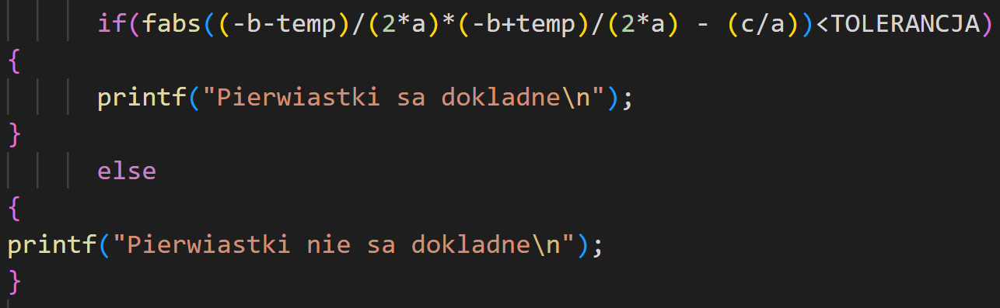 if(fabs((-b-temp)/(2*a)*(-b+temp)/(2*a) - (c/a))<TOLERANCJA)
{
printf("Pierwiastki sa dokladne\n");
}
else
{
printf("Pierwiastki nie sa dokladne\n");
}